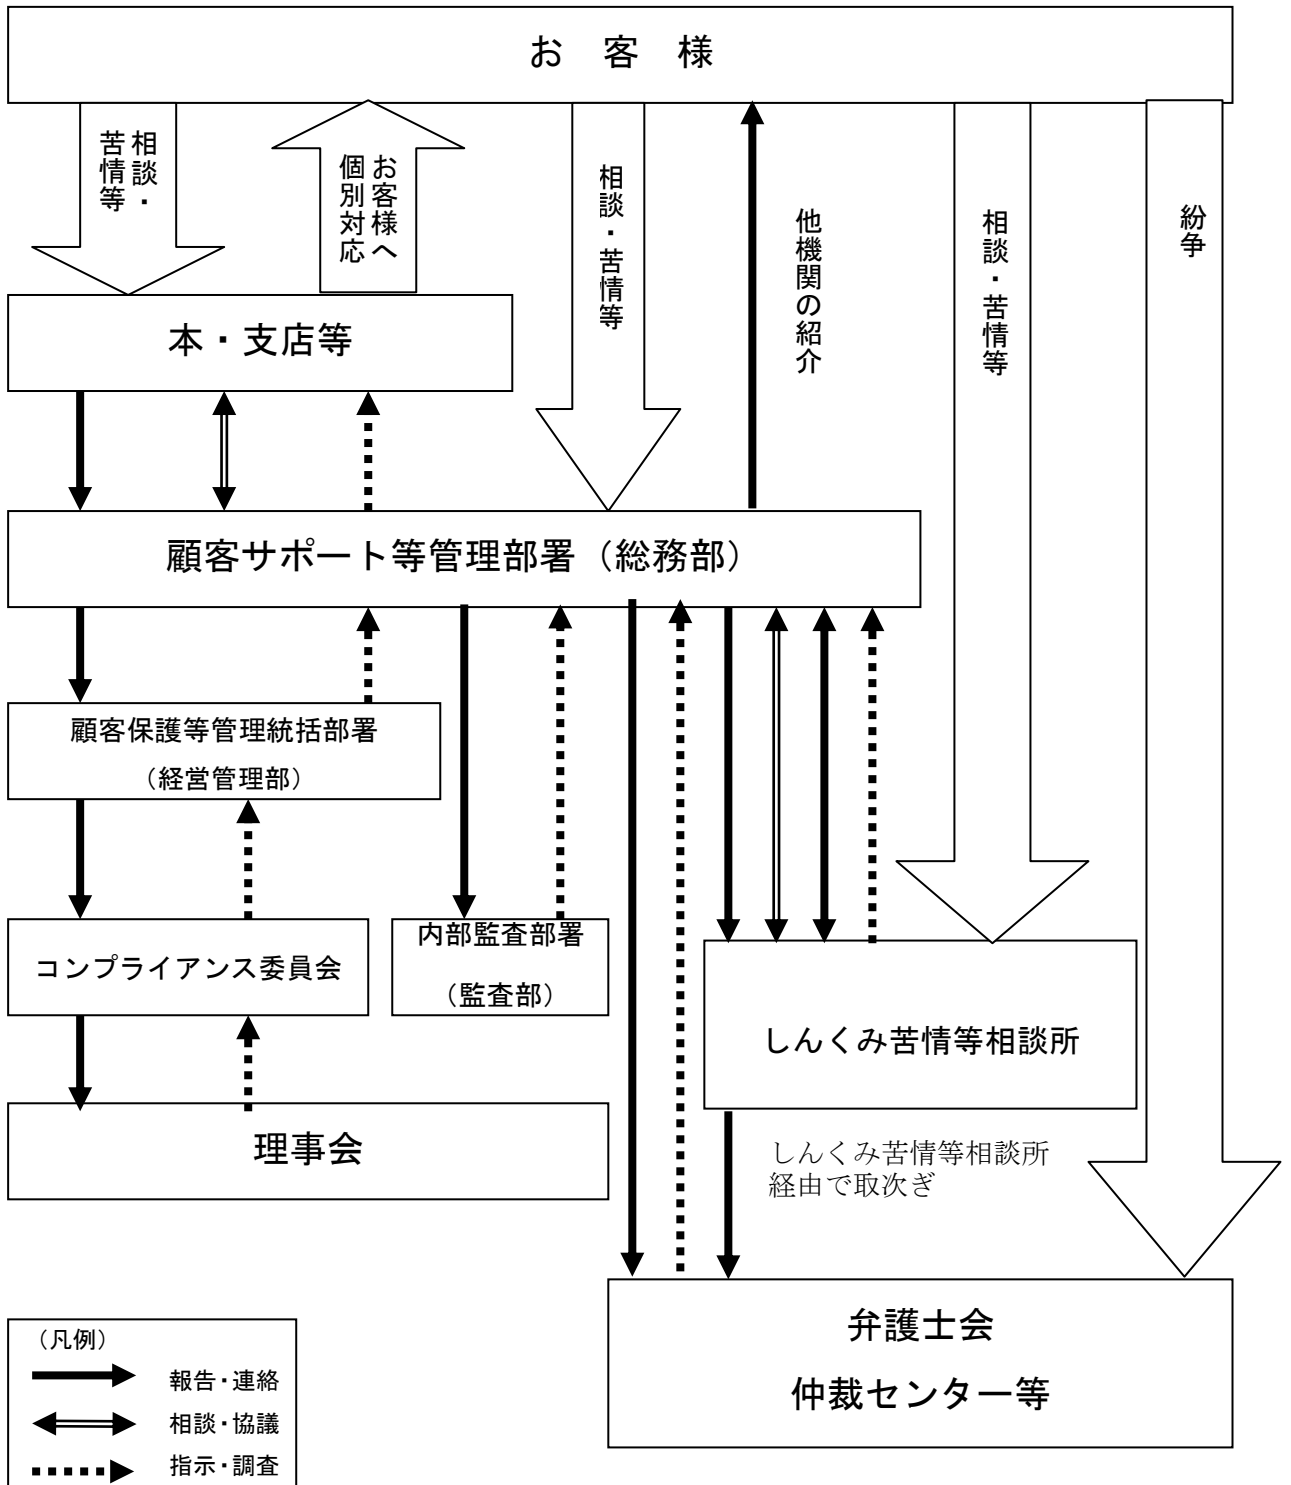 お　客　様
相談・
苦情等
お客様へ
個別対応
相談・苦情等
他機関の紹介
相談・苦情等
紛争
本・支店等
顧客サポート等管理部署（総務部）
顧客保護等管理統括部署
（経営管理部）
コンプライアンス委員会
内部監査部署
（監査部）
しんくみ苦情等相談所
理事会
しんくみ苦情等相談所
経由で取次ぎ
弁護士会
仲裁センター等
（凡例）
報告・連絡
相談・協議
指示・調査